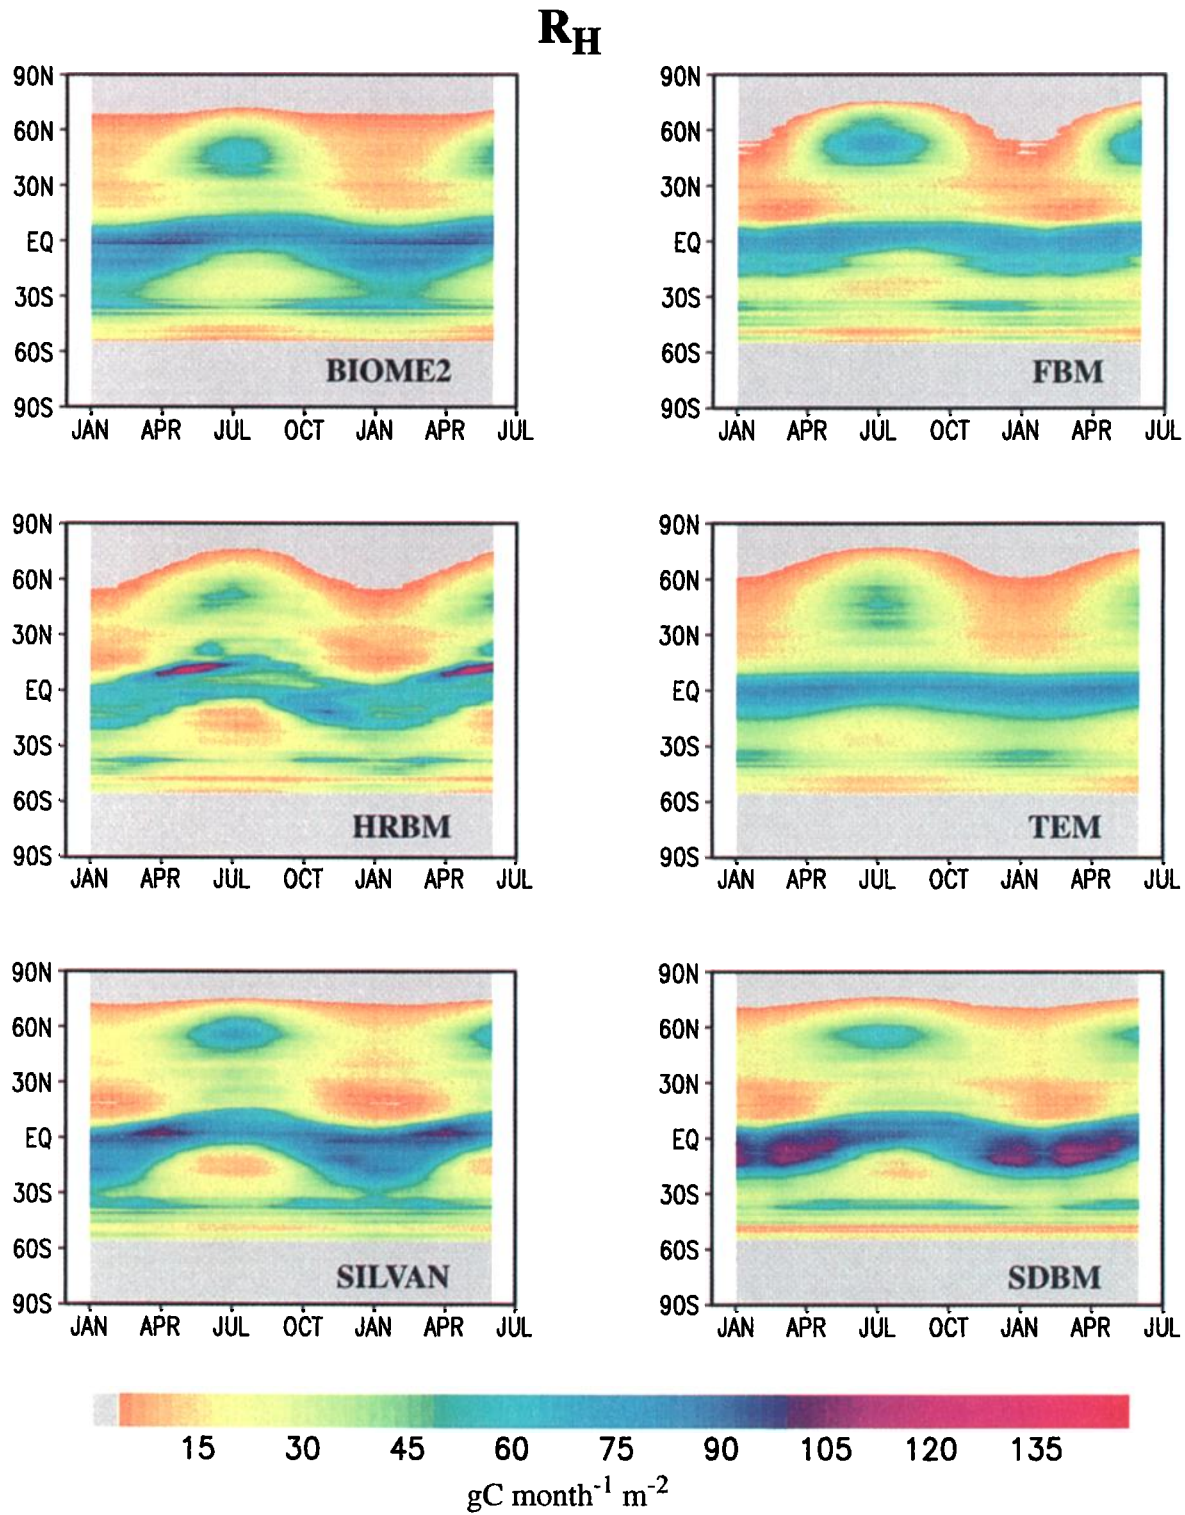 R_H
90N
60N
30N
EQ
30S
60S
90S
BIOME2
JAN APR JUL OCT JAN APR JUL
90N
60N
30N
EQ
30S
60S
90S
FBM
JAN APR JUL OCT JAN APR JUL
90N
60N
30N
EQ
30S
60S
90S
HRBM
JAN APR JUL OCT JAN APR JUL
90N
60N
30N
EQ
30S
60S
90S
TEM
JAN APR JUL OCT JAN APR JUL
90N
60N
30N
EQ
30S
60S
90S
SILVAN
JAN APR JUL OCT JAN APR JUL
90N
60N
30N
EQ
30S
60S
90S
SDBM
JAN APR JUL OCT JAN APR JUL
15 30 45 60 75 90 105 120 135
gC month⁻¹ m⁻²